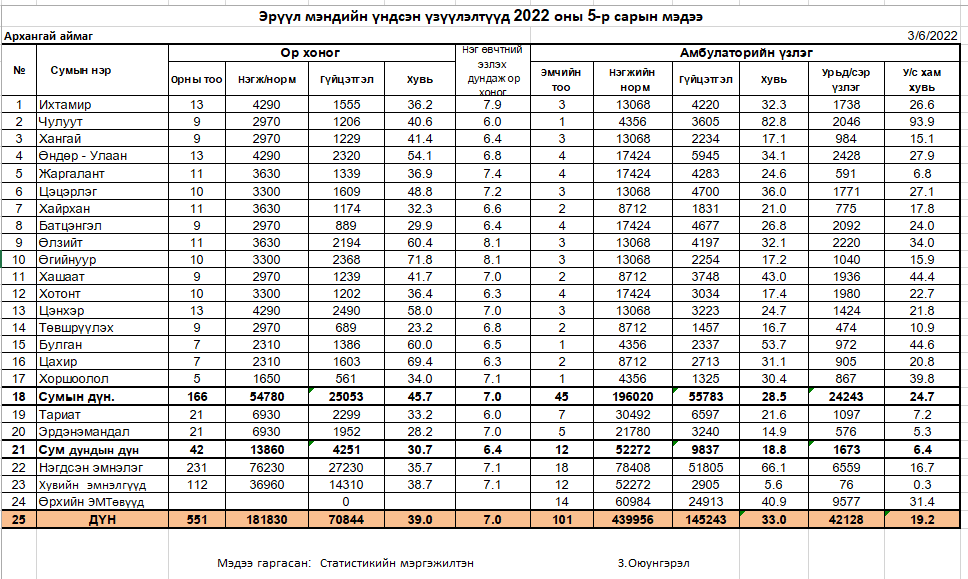 Эрүүл мэндийн үндсэн үзүүлэлтүүд 2022 оны 5-р сарын мэдээ
Архангай аймаг 3/6/2022
№ Сумын нэр Ор хоног Нэг өвчтний эзлэх дундаж ор хоног Амбулаторийн үзлэг
Орны тоо Нэгж/норм Гүйцэтгэл Хувь Эмчийн тоо Нэгжийн норм Гүйцэтгэл Хувь Урьд/сэр үзлэг У/с хам хувь
1 Ихтамир 13 4290 1555 36.2 7.9 3 13068 4220 32.3 1738 26.6
2 Чулуут 9 2970 1206 40.6 6.0 1 4356 3605 82.8 2046 93.9
3 Хангай 9 2970 1229 41.4 6.4 3 13068 2234 17.1 984 15.1
4 Өндөр - Улаан 13 4290 2320 54.1 6.8 4 17424 5945 34.1 2428 27.9
5 Жаргалант 11 3630 1339 36.9 7.4 4 17424 4283 24.6 591 6.8
6 Цэцэрлэг 10 3300 1609 48.8 7.2 3 13068 4700 36.0 1771 27.1
7 Хайрхан 11 3630 1174 32.3 6.6 2 8712 1831 21.0 775 17.8
8 Батцэнгэл 9 2970 889 29.9 6.4 4 17424 4677 26.8 2092 24.0
9 Өлзийт 11 3630 2194 60.4 8.1 3 13068 4197 32.1 2220 34.0
10 Өгийнуур 10 3300 2368 71.8 8.1 3 13068 2254 17.2 1040 15.9
11 Хашаат 9 2970 1239 41.7 7.0 2 8712 3748 43.0 1936 44.4
12 Хотонт 10 3300 1202 36.4 6.3 4 17424 3034 17.4 1980 22.7
13 Цэнхэр 13 4290 2490 58.0 7.0 3 13068 3223 24.7 1424 21.8
14 Төвшрүүлэх 9 2970 689 23.2 6.8 2 8712 1457 16.7 474 10.9
15 Булган 7 2310 1386 60.0 6.5 1 4356 2337 53.7 972 44.6
16 Цахир 7 2310 1603 69.4 6.3 2 8712 2713 31.1 905 20.8
17 Хоршоолол 5 1650 561 34.0 7.1 1 4356 1325 30.4 867 39.8
18 Сумын дүн. 166 54780 25053 45.7 7.0 45 196020 55783 28.5 24243 24.7
19 Тариат 21 6930 2299 33.2 6.0 7 30492 6597 21.6 1097 7.2
20 Эрдэнэмандал 21 6930 1952 28.2 7.0 5 21780 3240 14.9 576 5.3
21 Сум дундын дүн 42 13860 4251 30.7 6.4 12 52272 9837 18.8 1673 6.4
22 Нэгдсэн эмнэлэг 231 76230 27230 35.7 7.1 18 78408 51805 66.1 6559 16.7
23 Хувийн эмнэлгүүд 112 36960 14310 38.7 7.1 12 52272 2905 5.6 76 0.3
24 Өрхийн ЭМТөвүүд 0 14 60984 24913 40.9 9577 31.4
25 ДҮН 551 181830 70844 39.0 7.0 101 439956 145243 33.0 42128 19.2
Мэдээ гаргасан: Статистикийн мэргэжилтэн З.Оюунгэрэл